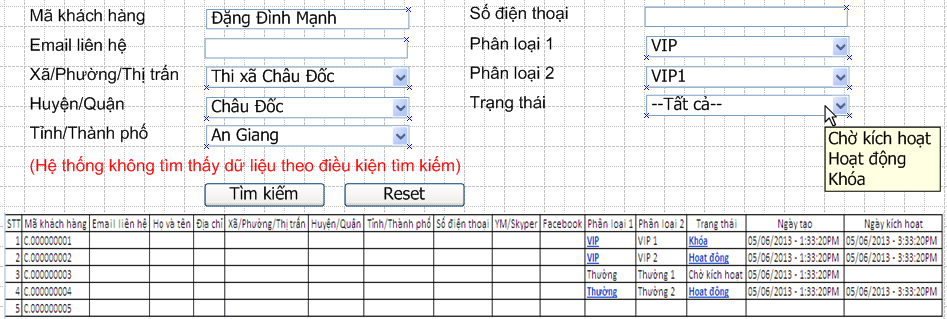 Mã khách hàng Đặng Đình Mạnh Số điện thoại
Email liên hệ Phân loại 1 VIP
Xã/Phường/Thị trấn Thi xã Châu Đốc Phân loại 2 VIP1
Huyện/Quận Châu Đốc Trạng thái --Tất cả--
Tỉnh/Thành phố An Giang
Chờ kích hoạt
Hoạt động
Khóa
(Hệ thống không tìm thấy dữ liệu theo điều kiện tìm kiếm)
Tìm kiếm Reset
STT Mã khách hàng Email liên hệ Họ và tên Địa chỉ Xã/Phường/Thị trấn Huyện/Quận Tỉnh/Thành phố Số điện thoại YM/Skyper Facebook Phân loại 1 Phân loại 2 Trạng thái Ngày tạo Ngày kích hoạt
1 C.000000001 VIP VIP 1 Khóa 05/06/2013 - 1:33:20PM 05/06/2013 - 3:33:20PM
2 C.000000002 VIP VIP 2 Hoạt động 05/06/2013 - 1:33:20PM 05/06/2013 - 3:33:20PM
3 C.000000003 Thường Thường 1 Chờ kích hoạt 05/06/2013 - 1:33:20PM
4 C.000000004 Thường Thường 2 Hoạt động 05/06/2013 - 1:33:20PM 05/06/2013 - 3:33:20PM
5 C.000000005